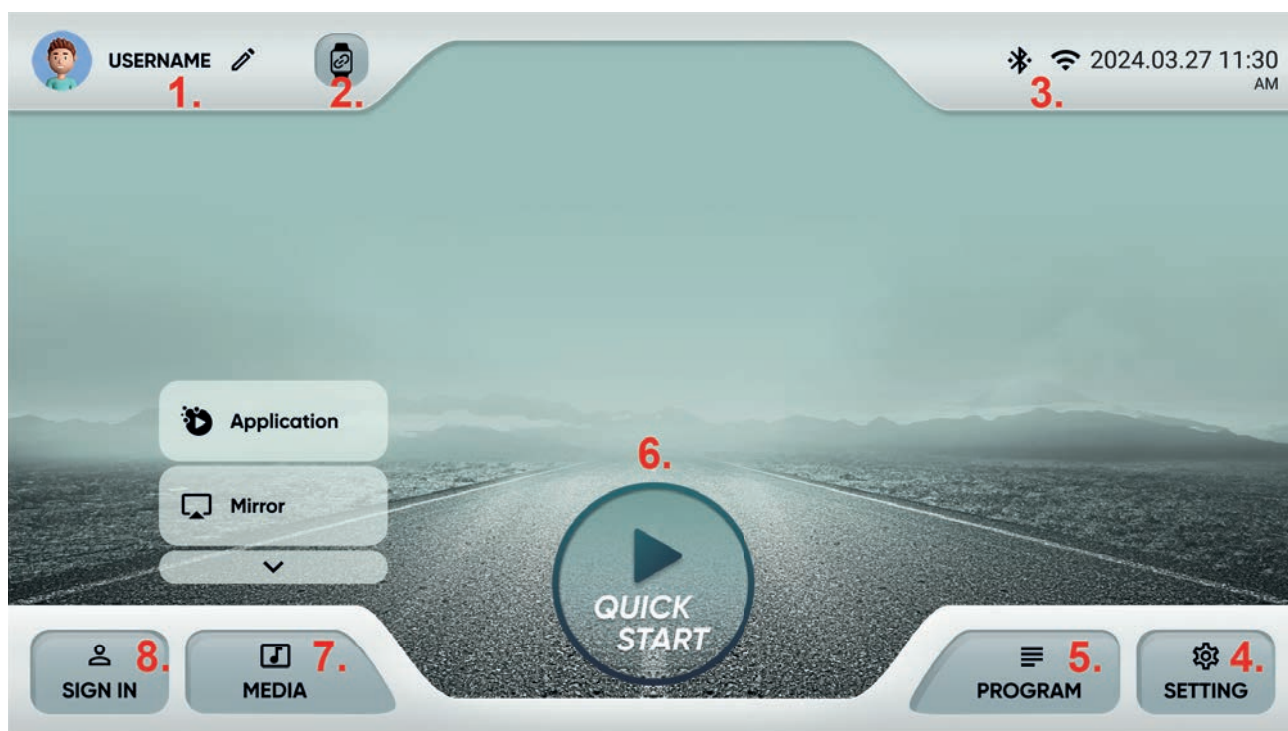 USERNAME
1.
2.
2024.03.27 11:30
AM
3.
Application
Mirror
6.
QUICK
START
8.
SIGN IN
7.
MEDIA
5.
PROGRAM
4.
SETTING